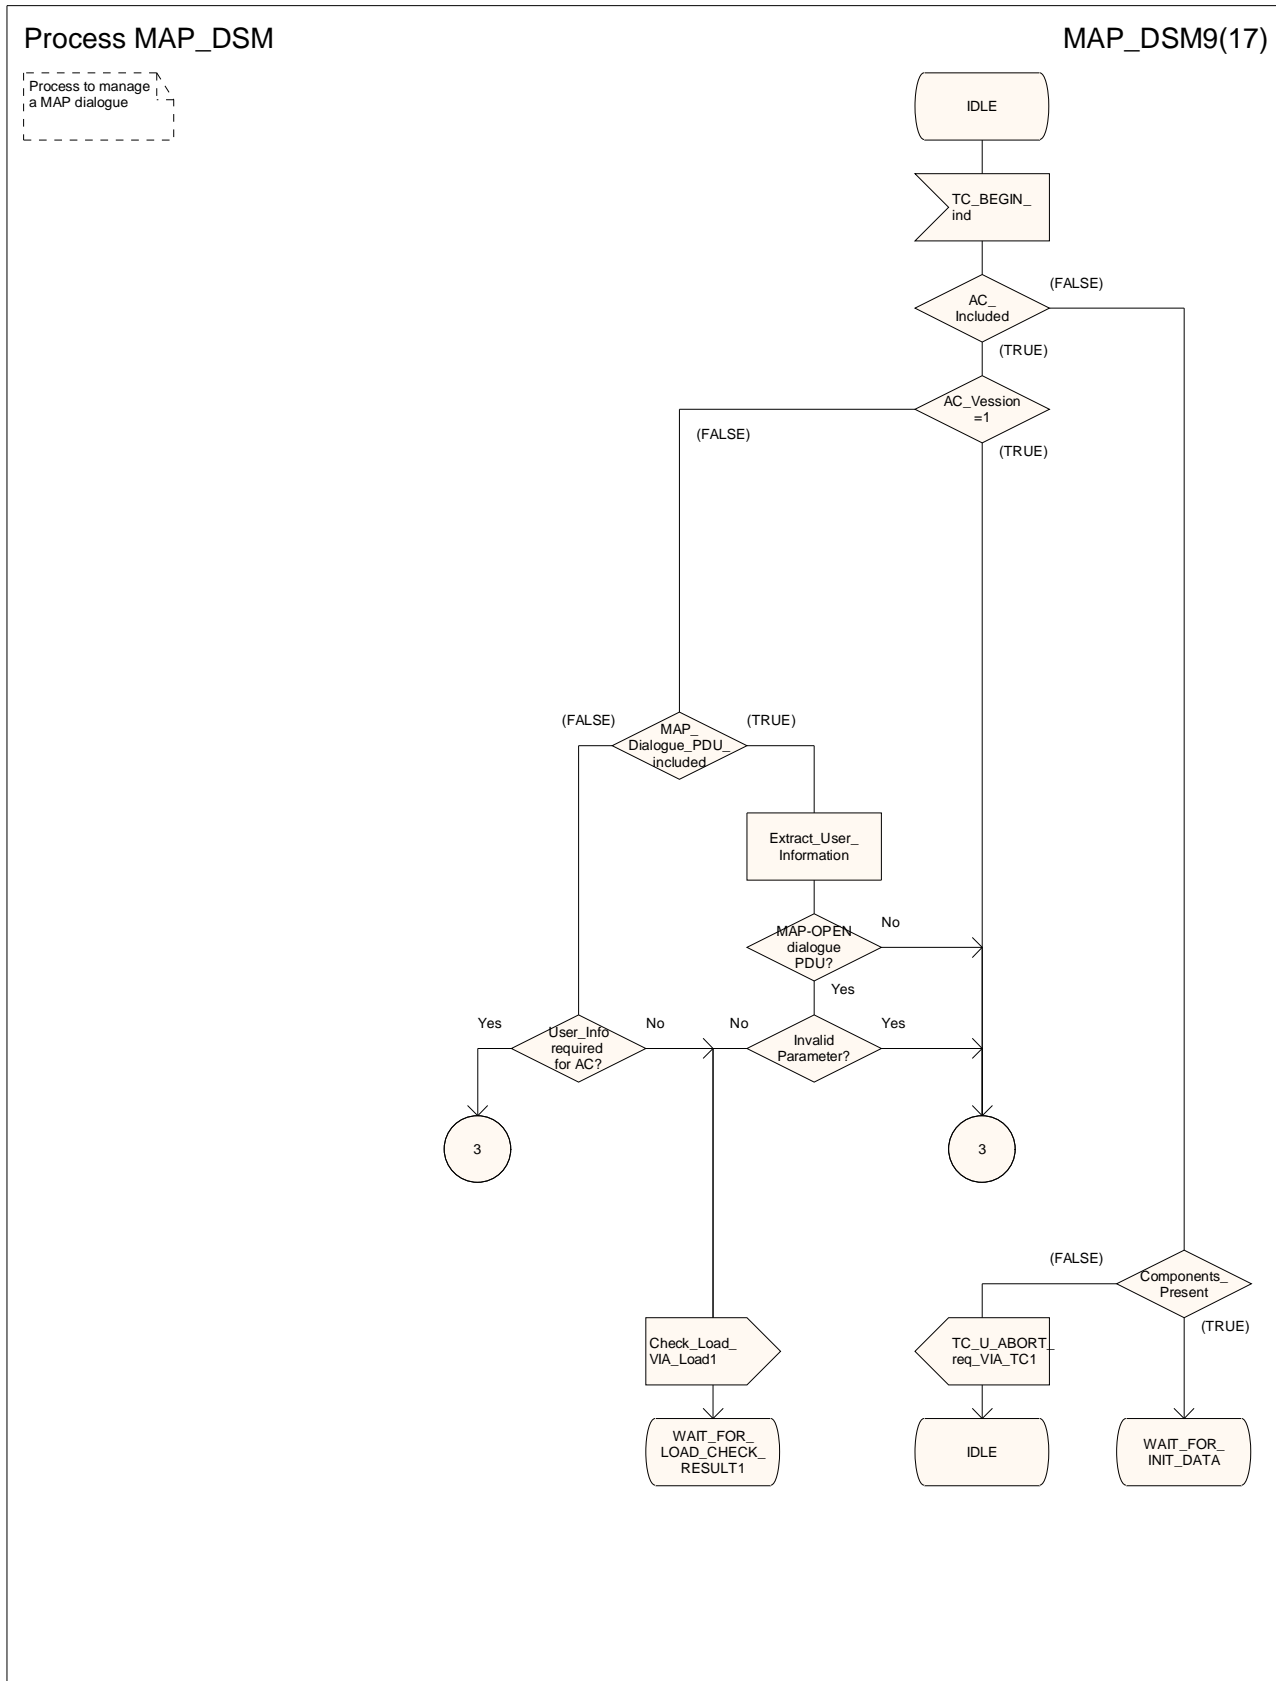 Process MAP_DSM
MAP_DSM9(17)
Process to manage
a MAP dialogue
IDLE
TC_BEGIN_
ind
AC_
Included
(FALSE)
(TRUE)
AC_Vession
=1
(FALSE)
(TRUE)
(FALSE)
MAP_
Dialogue_PDU_
included
(TRUE)
Extract_User_
Information
MAP-OPEN
dialogue
PDU?
No
Yes
Yes
User_Info
required
for AC?
No
No
Invalid
Parameter?
Yes
3
3
(FALSE)
Components_
Present
(TRUE)
Check_Load_
VIA_Load1
TC_U_ABORT_
req_VIA_TC1
WAIT_FOR_
LOAD_CHECK_
RESULT1
IDLE
WAIT_FOR_
INIT_DATA